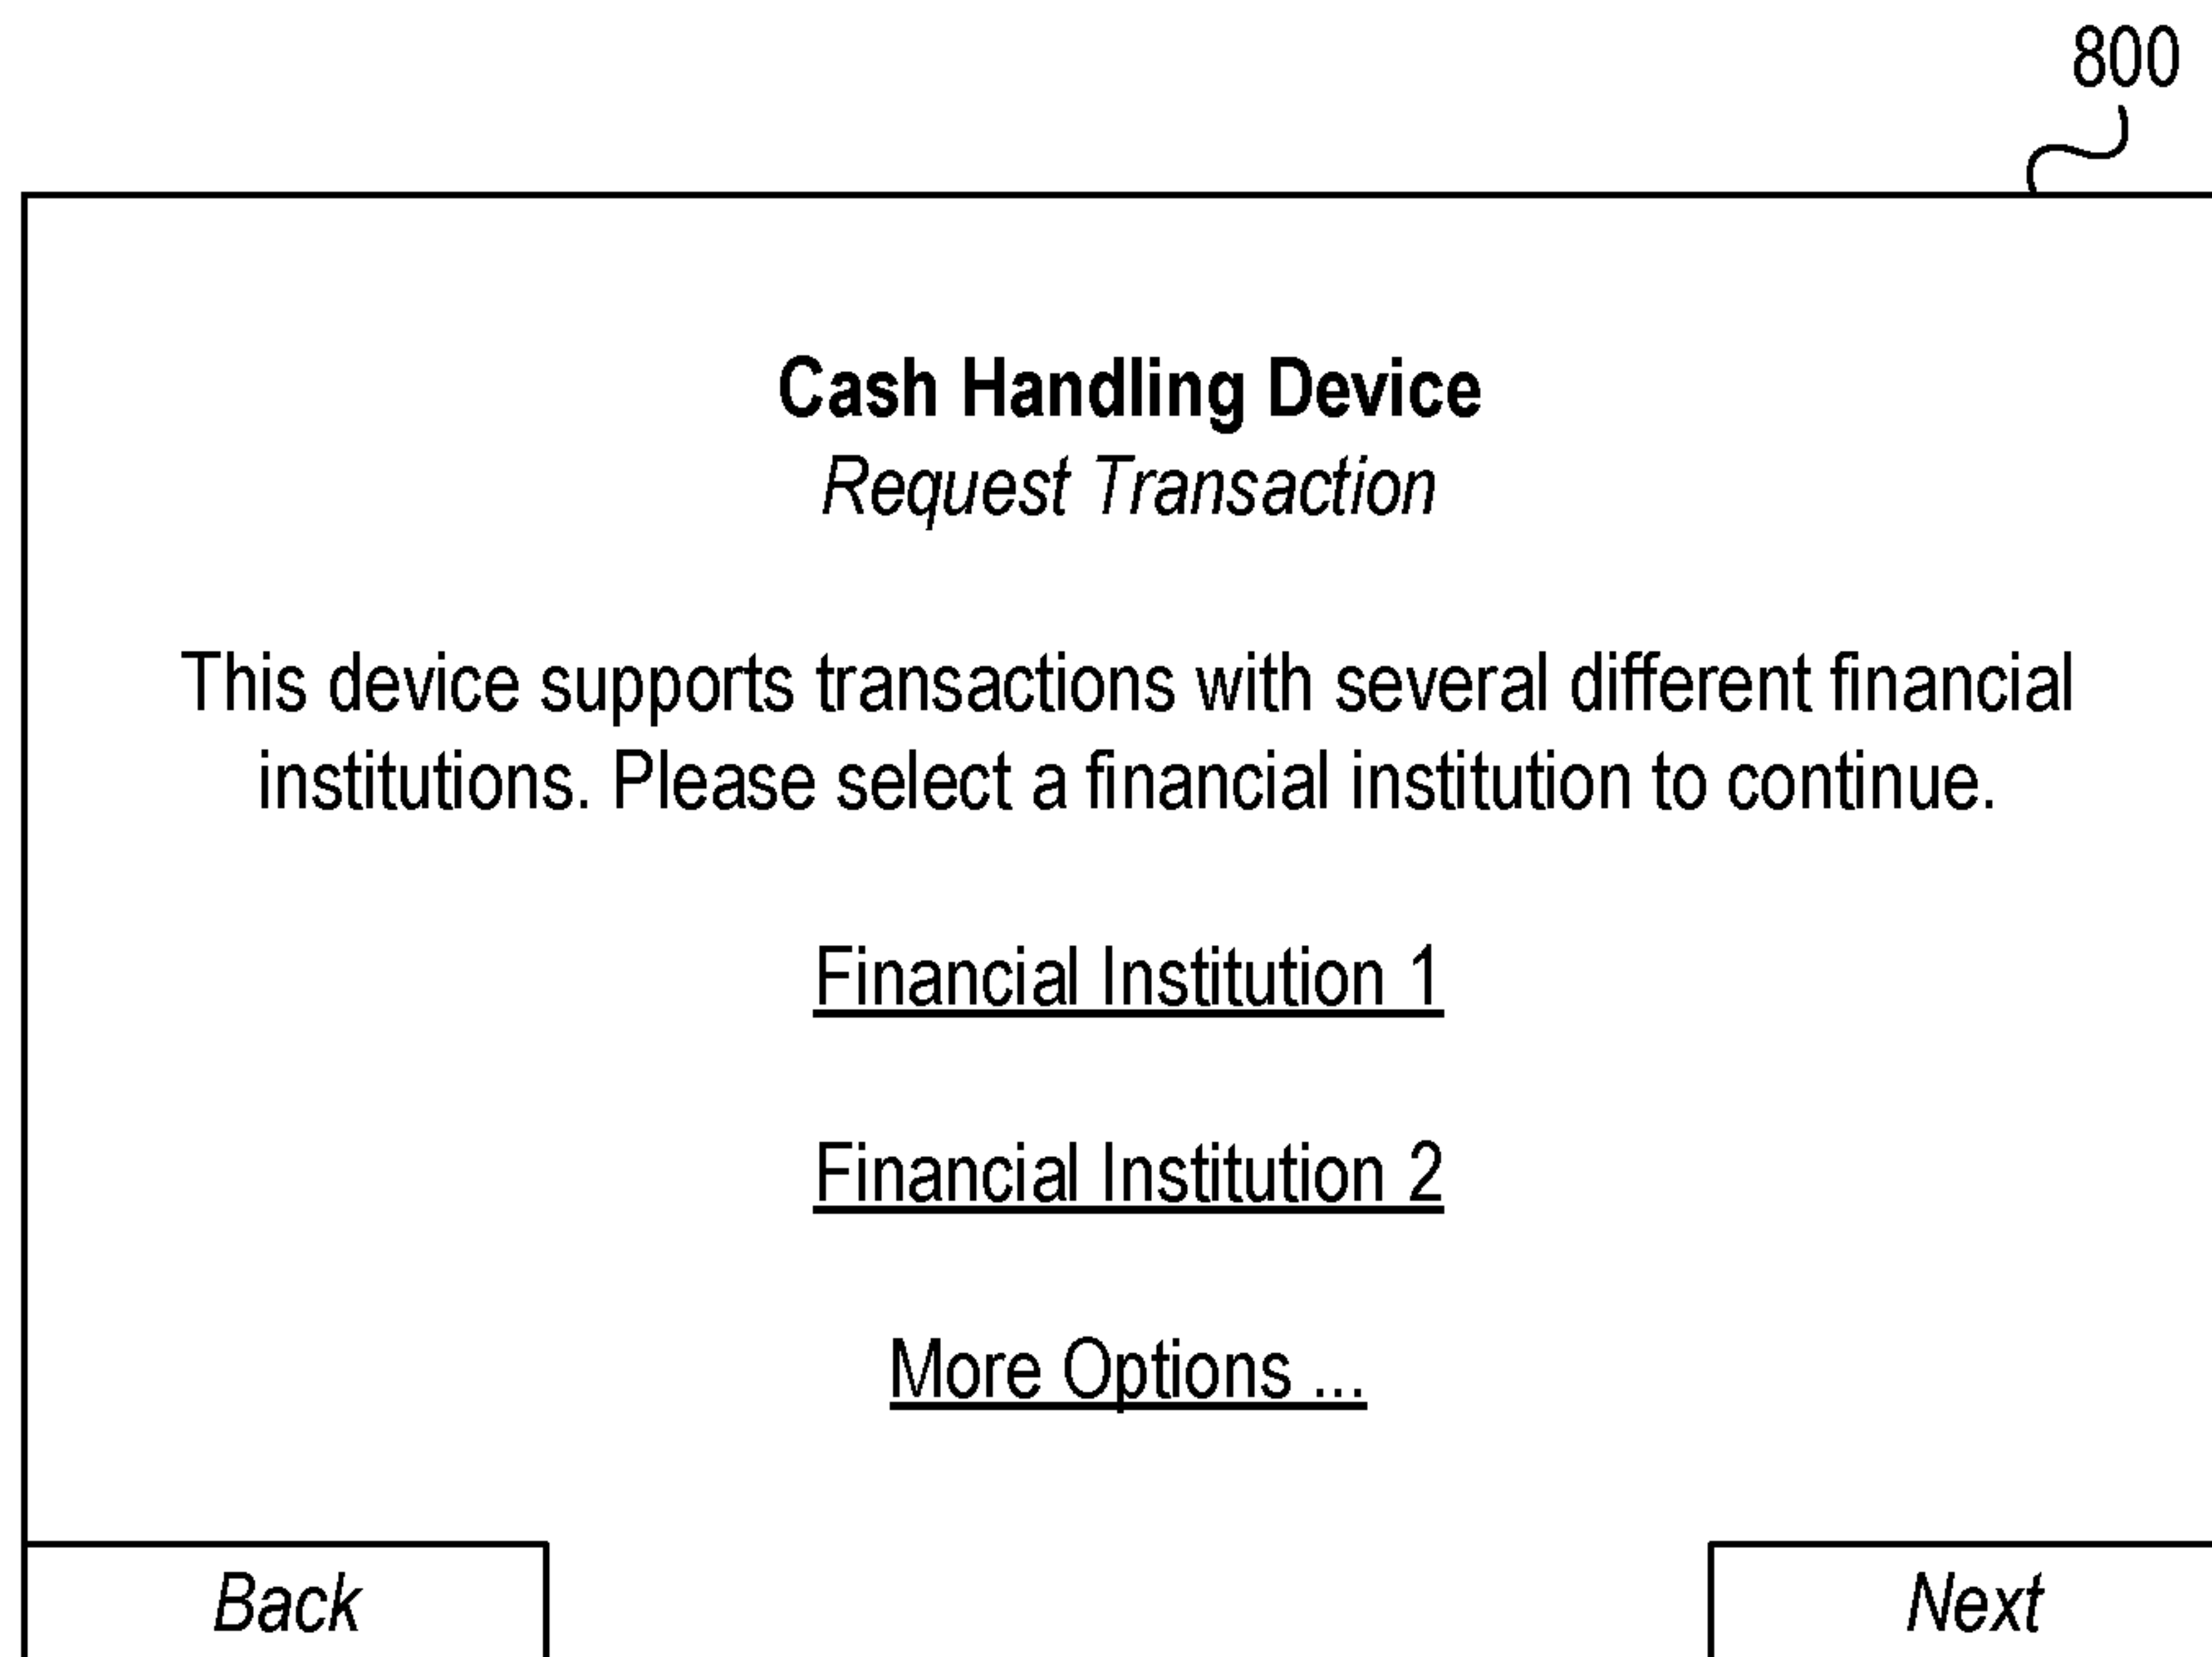 800
Cash Handling Device
Request Transaction
This device supports transactions with several different financial
institutions. Please select a financial institution to continue.
Financial Institution 1
Financial Institution 2
More Options ...
Back
Next